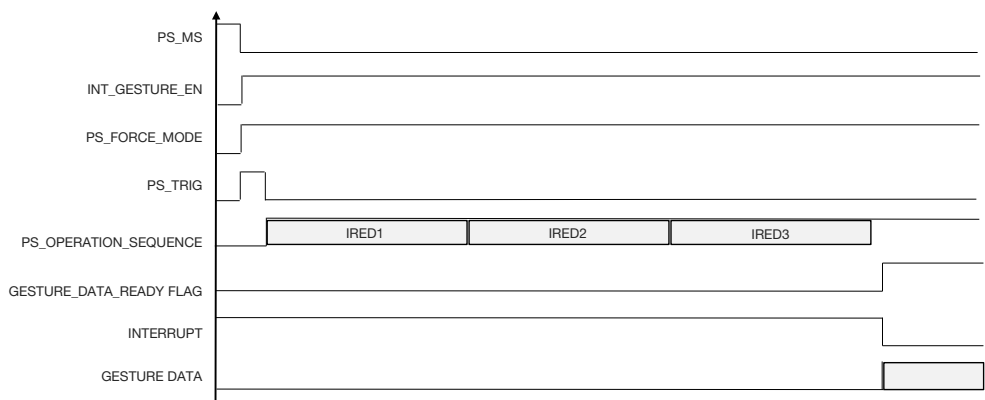 PS_MS
INT_GESTURE_EN
PS_FORCE_MODE
PS_TRIG
PS_OPERATION_SEQUENCE IRED1 IRED2 IRED3
GESTURE_DATA_READY FLAG
INTERRUPT
GESTURE DATA